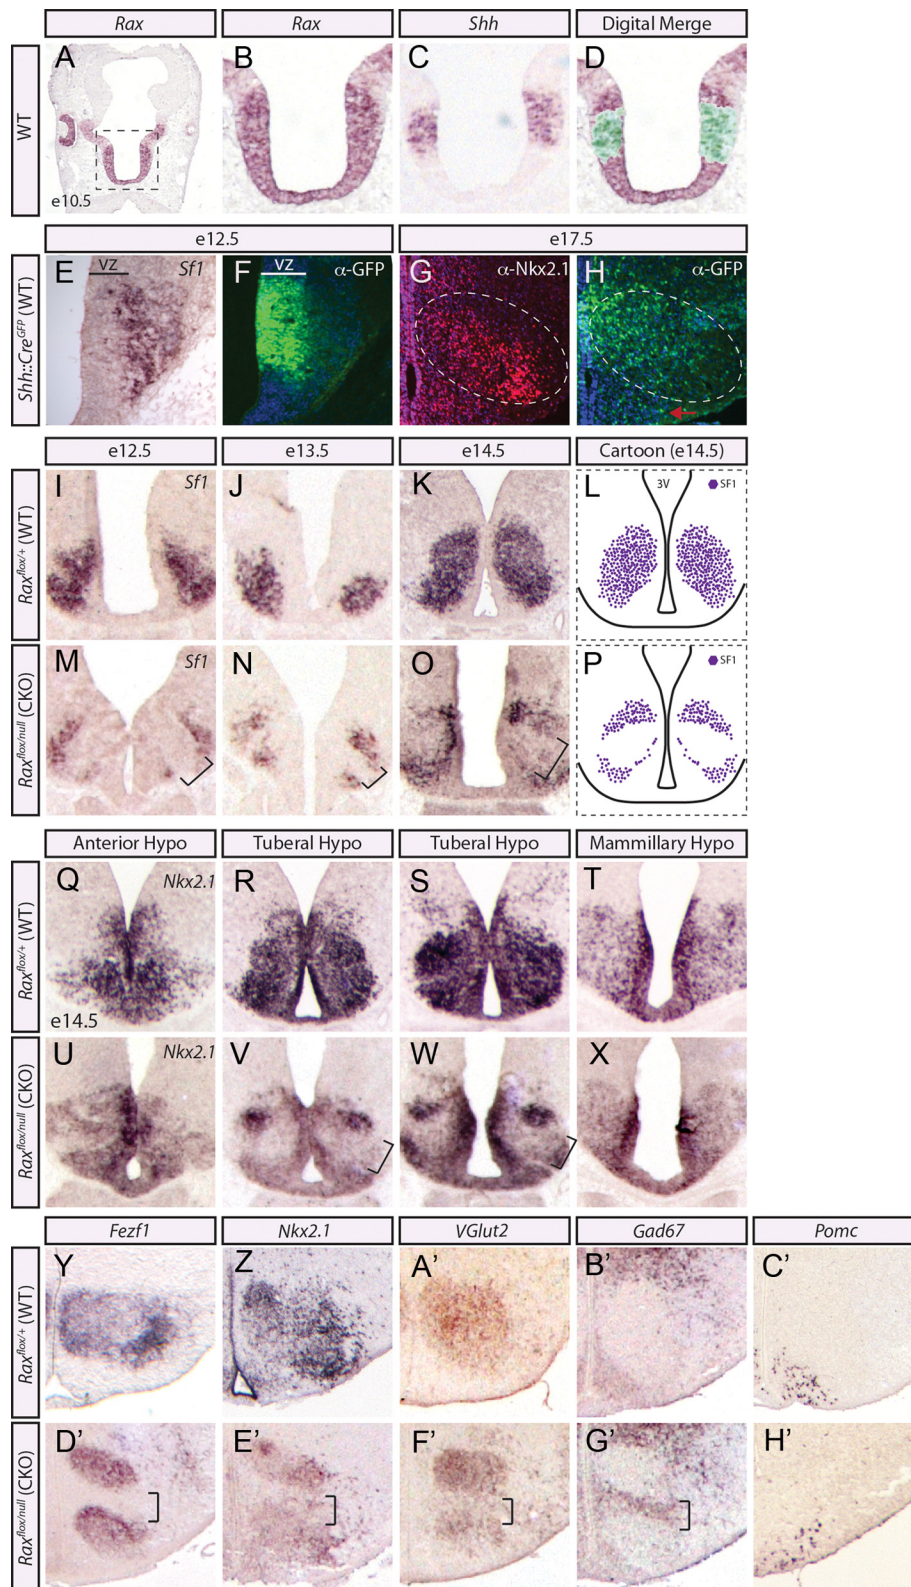 Rax Rax Shh Digital Merge
WT
A B C D
e10.5
e12.5 e17.5
Shh::Cre^GFP (WT)
E VZ Sf1 F VZ α-GFP G α-Nkx2.1 H α-GFP
e12.5 e13.5 e14.5 Cartoon (e14.5)
Rax^flox/+ (WT)
I Sf1 J K L 3V SF1
Rax^flox/null (CKO)
M Sf1 N O P SF1
Anterior Hypo Tuberal Hypo Tuberal Hypo Mammillary Hypo
Rax^flox/+ (WT)
Q Nkx2.1 R S T
e14.5
Rax^flox/null (CKO)
U Nkx2.1 V W X
Fezf1 Nkx2.1 VGlut2 Gad67 Pomc
Rax^flox/+ (WT)
Y Z A' B' C'
Rax^flox/null (CKO)
D' E' F' G' H'